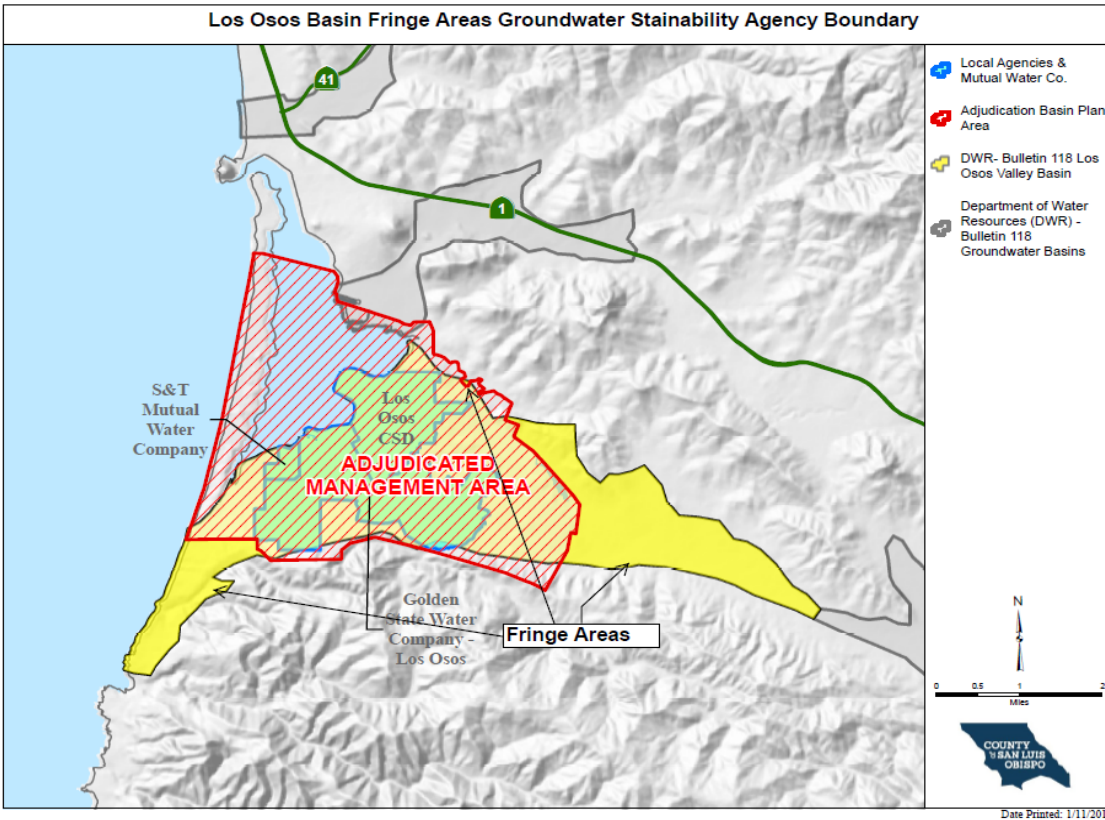 Los Osos Basin Fringe Areas Groundwater Stainability Agency Boundary
41
1
S&T
Mutual
Water
Company
Los
Osos
CSD
ADJUDICATED
MANAGEMENT AREA
Golden
State Water
Company -
Los Osos
Fringe Areas
Local Agencies &
Mutual Water Co.
Adjudication Basin Plan
Area
DWR- Bulletin 118 Los
Osos Valley Basin
Department of Water
Resources (DWR) -
Bulletin 118
Groundwater Basins
N
0 0.5 1 2
Miles
COUNTY
OF SAN LUIS
OBISPO
Date Printed: 1/11/201